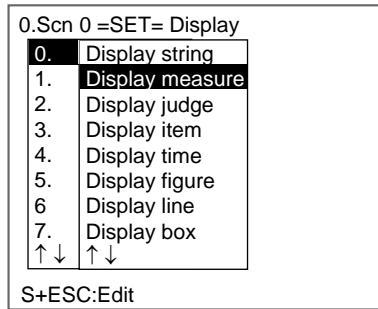 0.Scn 0 =SET= Display
0. Display string
1. Display measure
2. Display judge
3. Display item
4. Display time
5. Display figure
6 Display line
7. Display box
↑↓ ↑↓
S+ESC:Edit